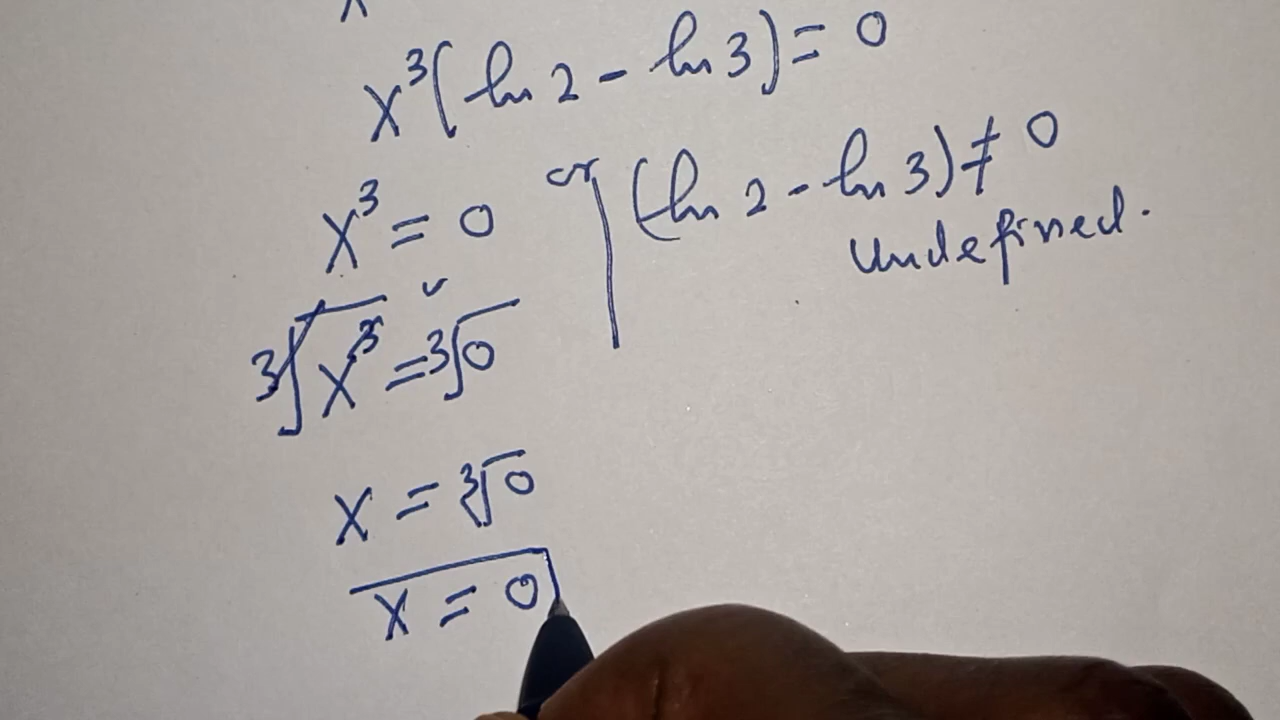 x³(ln 2 - ln 3) = 0
x³ = 0 or (ln 2 - ln 3) ≠ 0
undefined.
∛x³ = ∛0
x = ∛0
x = 0